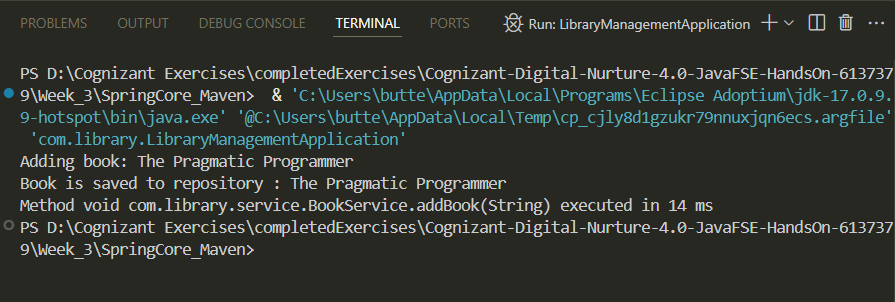 PROBLEMS OUTPUT DEBUG CONSOLE TERMINAL PORTS Run: LibraryManagementApplication
PS D:\Cognizant Exercises\completedExercises\Cognizant-Digital-Nurture-4.0-JavaFSE-HandsOn-613737
9\Week_3\SpringCore_Maven>  & 'C:\Users\butte\AppData\Local\Programs\Eclipse Adoptium\jdk-17.0.9.
9-hotspot\bin\java.exe' '@C:\Users\butte\AppData\Local\Temp\cp_cjly8d1gzukr79nnuxjqn6ecs.argfile'
'com.library.LibraryManagementApplication'
Adding book: The Pragmatic Programmer
Book is saved to repository : The Pragmatic Programmer
Method void com.library.service.BookService.addBook(String) executed in 14 ms
PS D:\Cognizant Exercises\completedExercises\Cognizant-Digital-Nurture-4.0-JavaFSE-HandsOn-613737
9\Week_3\SpringCore_Maven>